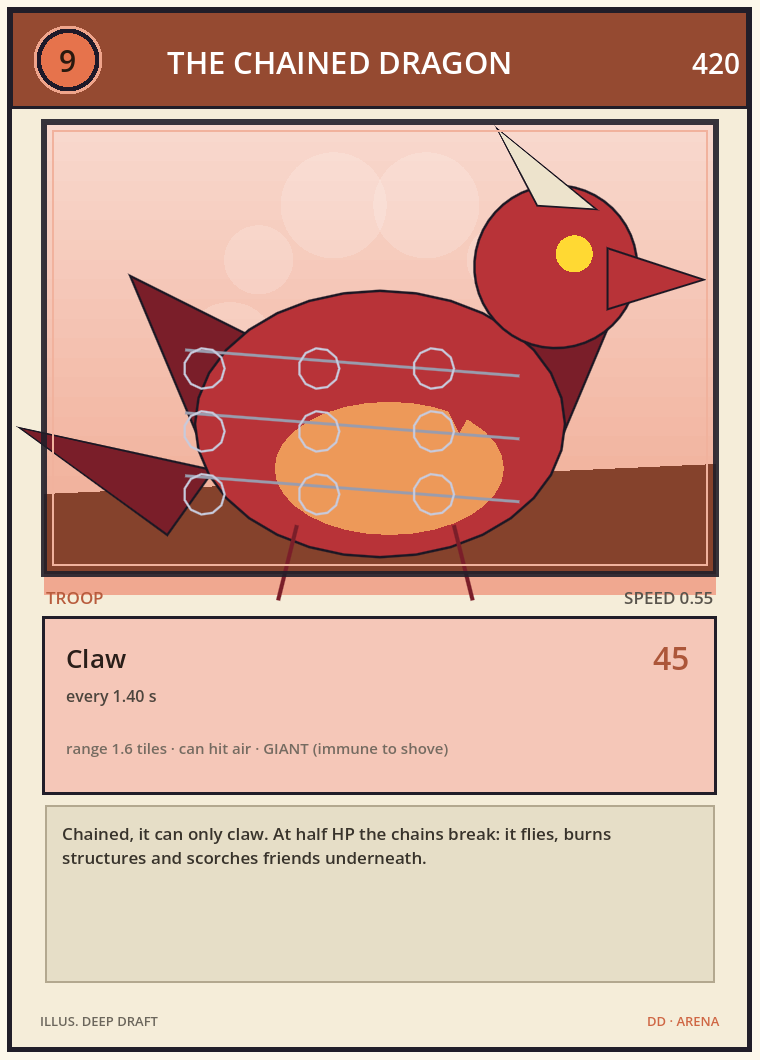 9
THE CHAINED DRAGON
420
TROOP
SPEED 0.55
Claw
45
every 1.40 s
range 1.6 tiles · can hit air · GIANT (immune to shove)
Chained, it can only claw. At half HP the chains break: it flies, burns
structures and scorches friends underneath.
ILLUS. DEEP DRAFT
DD · ARENA